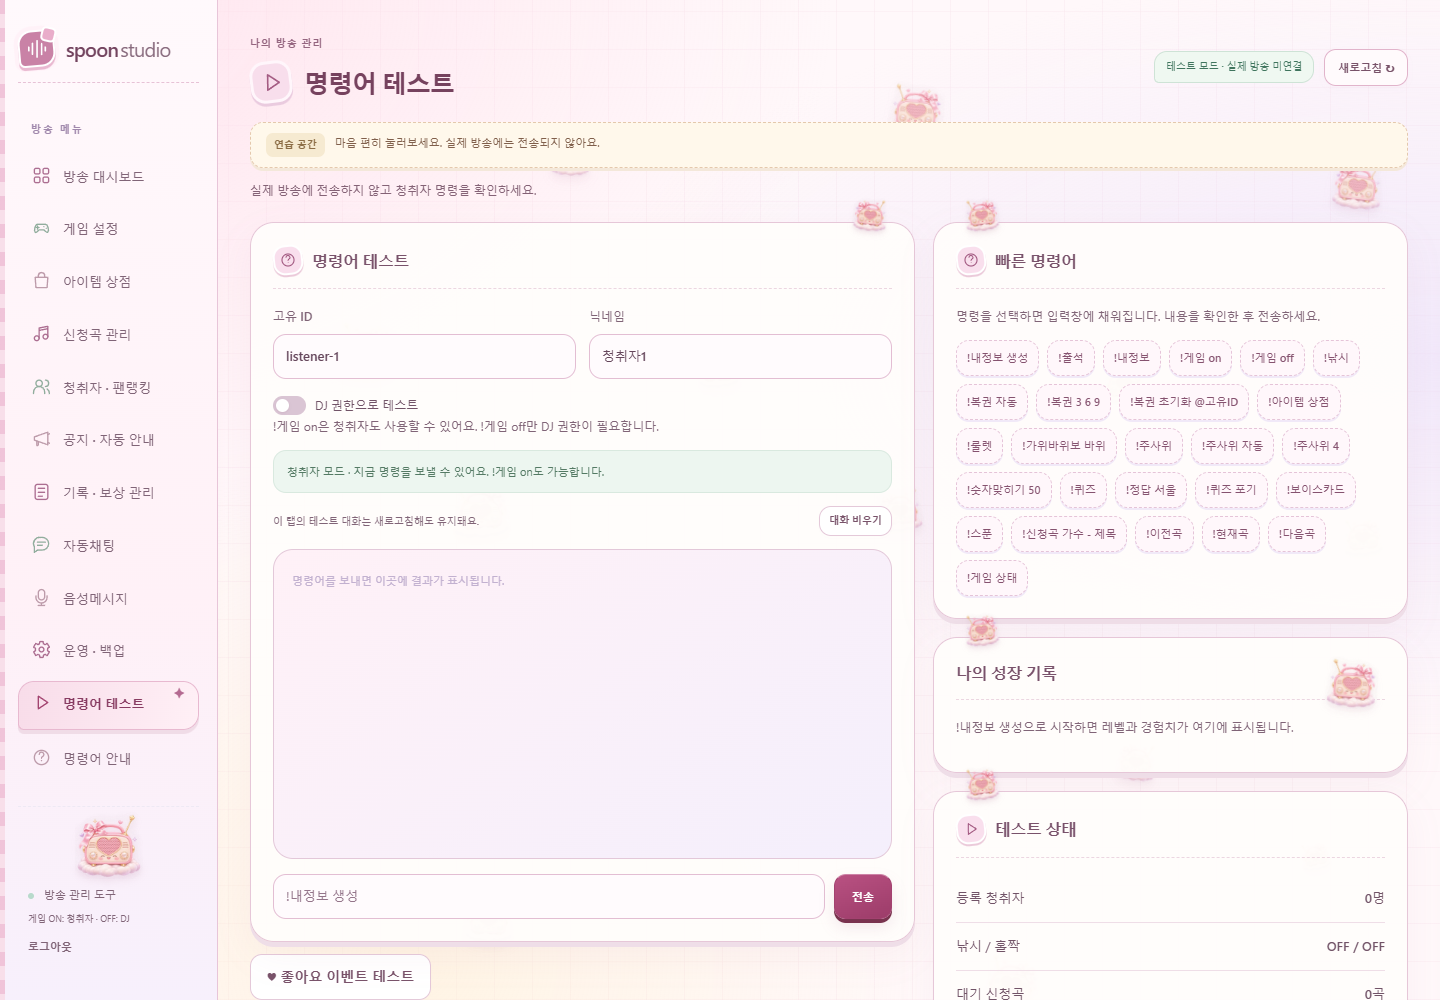 spoon studio
방송 메뉴
방송 대시보드
게임 설정
아이템 상점
신청곡 관리
청취자 · 팬랭킹
공지 · 자동 안내
기록 · 보상 관리
자동채팅
음성메시지
운영 · 백업
명령어 테스트
명령어 안내
방송 관리 도구
게임 ON: 청취자 · OFF: DJ
로그아웃
나의 방송 관리
명령어 테스트
테스트 모드 · 실제 방송 미연결
새로고침 ↻
연습 공간 마음 편히 눌러보세요. 실제 방송에는 전송되지 않아요.
실제 방송에 전송하지 않고 청취자 명령을 확인하세요.
명령어 테스트
고유 ID 닉네임
listener-1 청취자1
DJ 권한으로 테스트
!게임 on은 청취자도 사용할 수 있어요. !게임 off만 DJ 권한이 필요합니다.
청취자 모드 · 지금 명령을 보낼 수 있어요. !게임 on도 가능합니다.
이 탭의 테스트 대화는 새로고침해도 유지돼요. 대화 비우기
명령어를 보내면 이곳에 결과가 표시됩니다.
!내정보 생성 전송
♥ 좋아요 이벤트 테스트
빠른 명령어
명령을 선택하면 입력창에 채워집니다. 내용을 확인한 후 전송하세요.
!내정보 생성 !출석 !내정보 !게임 on !게임 off !낚시
!복권 자동 !복권 3 6 9 !복권 초기화 @고유ID !아이템 상점
!룰렛 !가위바위보 바위 !주사위 !주사위 자동 !주사위 4
!숫자맞히기 50 !퀴즈 !정답 서울 !퀴즈 포기 !보이스카드
!스푼 !신청곡 가수 - 제목 !이전곡 !현재곡 !다음곡
!게임 상태
나의 성장 기록
!내정보 생성으로 시작하면 레벨과 경험치가 여기에 표시됩니다.
테스트 상태
등록 청취자 0명
낚시 / 홀짝 OFF / OFF
대기 신청곡 0곡